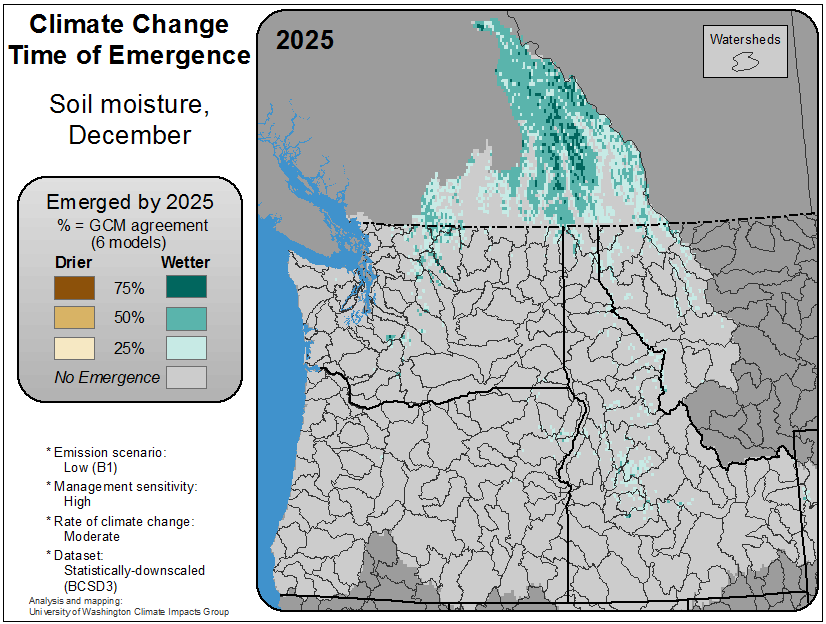 Climate Change
Time of Emergence
Soil moisture,
December
Emerged by 2025
% = GCM agreement
(6 models)
Drier Wetter
75%
50%
25%
No Emergence
* Emission scenario:
Low (B1)
* Management sensitivity:
High
* Rate of climate change:
Moderate
* Dataset:
Statistically-downscaled
(BCSD3)
Analysis and mapping:
University of Washington Climate Impacts Group
2025
Watersheds